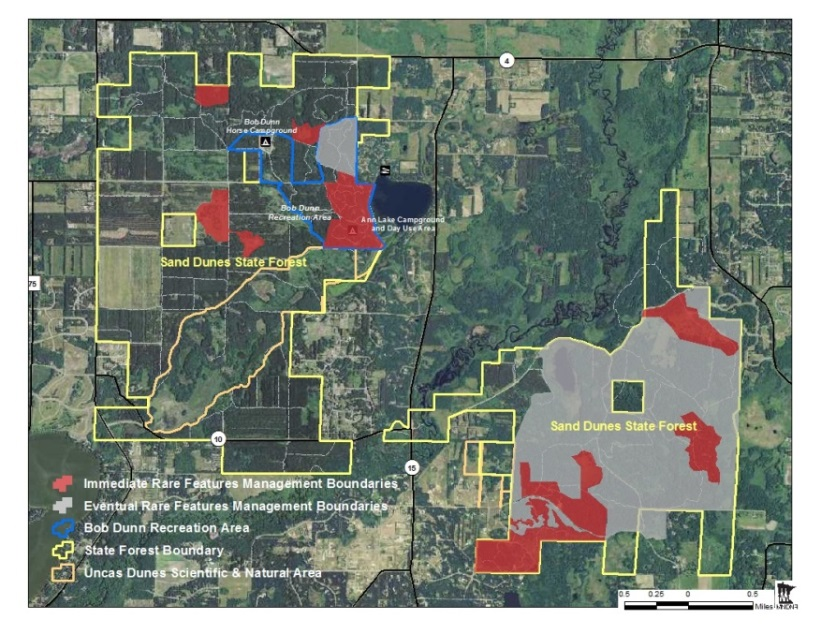 4
Bob Dunn
Horse Campground
Bob Dunn
Recreation Area
Ann Lake Campground
and Day Use Area
Sand Dunes State Forest
75
Sand Dunes State Forest
10
15
Immediate Rare Features Management Boundaries
Eventual Rare Features Management Boundaries
Bob Dunn Recreation Area
State Forest Boundary
Uncas Dunes Scientific & Natural Area
0.5 0.25 0 0.5
Miles MNDNR